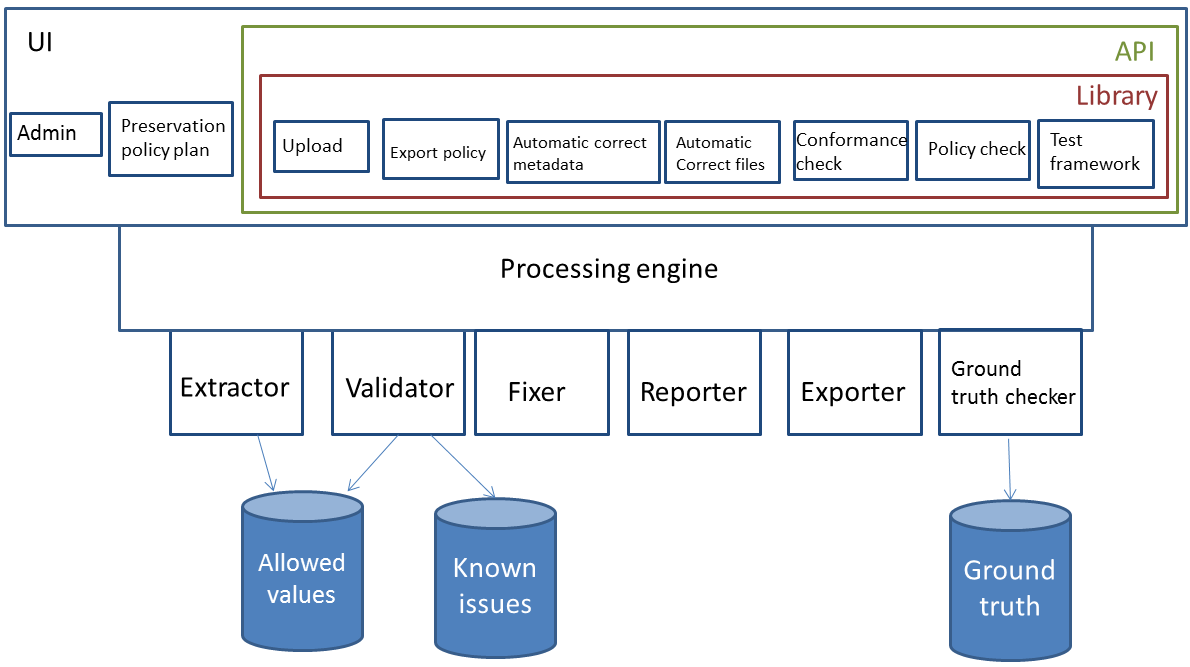 UI
API
Library
Admin
Preservation
policy plan
Upload
Export policy
Automatic correct
metadata
Automatic
Correct files
Conformance
check
Policy check
Test
framework
Processing engine
Extractor
Validator
Fixer
Reporter
Exporter
Ground
truth checker
Allowed
values
Known
issues
Ground
truth